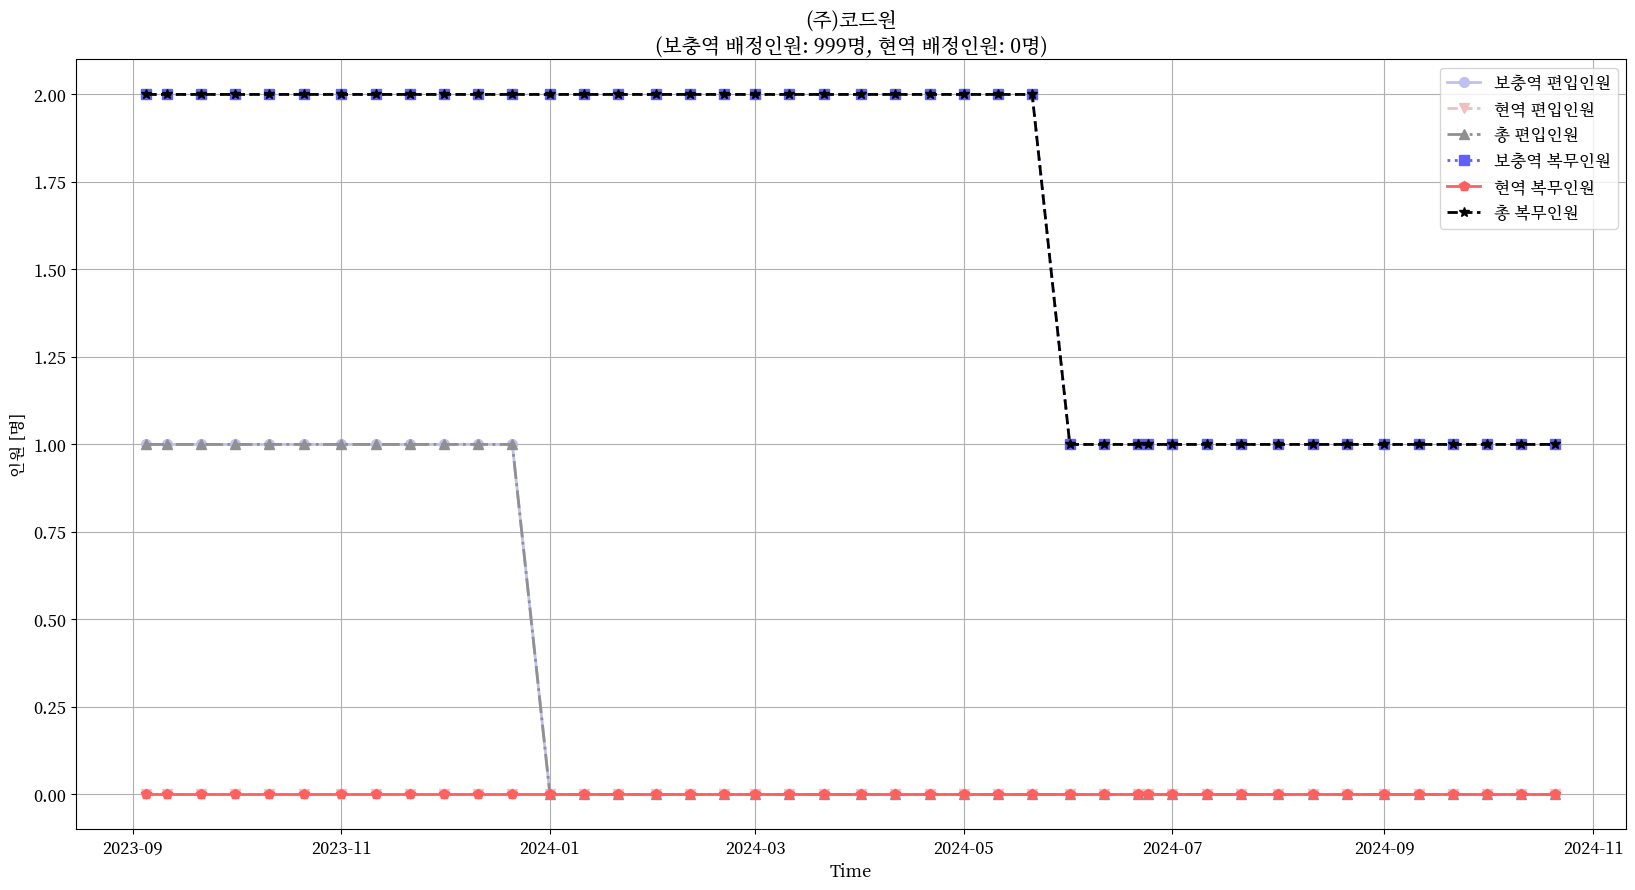 (주)코드원
(보충역 배정인원: 999명, 현역 배정인원: 0명)
보충역 편입인원
현역 편입인원
총 편입인원
보충역 복무인원
현역 복무인원
총 복무인원
2.00
1.75
1.50
1.25
1.00
0.75
0.50
0.25
0.00
인원 [명]
2023-09 2023-11 2024-01 2024-03 2024-05 2024-07 2024-09 2024-11
Time